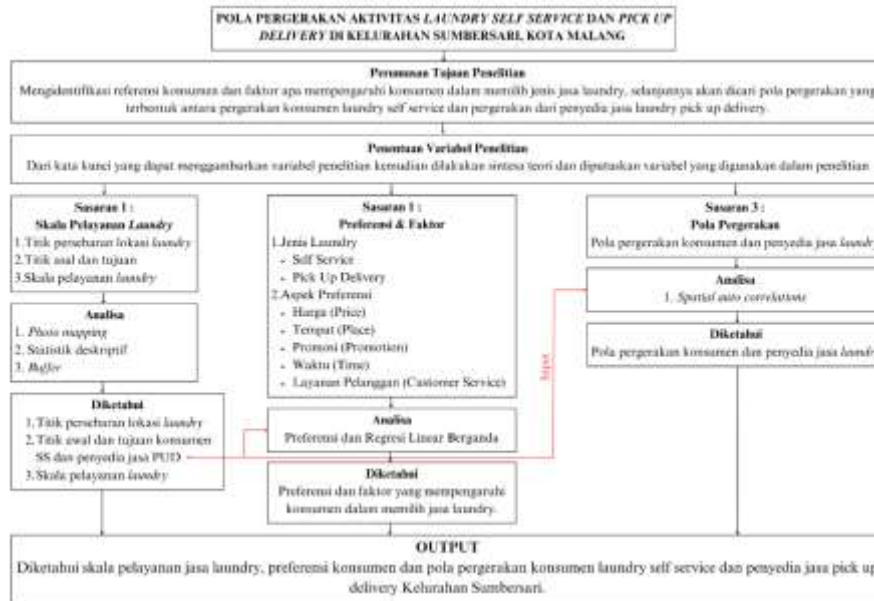 POLA PERGERAKAN AKTIVITAS LAUNDRY SELF SERVICE DAN PICK UP
DELIVERY DI KELURAHAN SUMBERSARI, KOTA MALANG
Perumusan Tujuan Penelitian
Mengidentifikasi referensi konsumen dan faktor apa mempengaruhi konsumen dalam memilih jenis jasa laundry, selanjunnya akan dicari pola pergerakan yang
terbentuk antara pergerakan konsumen laundry self service dan pergerakan dari penyedia jasa laundry pick up delivery.
Penentuan Variabel Penelitian
Dari kata kunci yang dapat menggambarkan variabel penelitian kemudian dilakukan sintesa teori dan diputuskan variabel yang digunakan dalam penelitian
Sasaran 1 :
Skala Pelayanan Laundry
1. Titik persebaran lokasi laundry
2. Titik asal dan tujuan
3. Skala pelayanan laundry
Analisa
1. Photo mapping
2. Statistik deskriptif
3. Buffer
Diketahui
1. Titik persebaran lokasi laundry
2. Titik awal dan tujuan konsumen
SS dan penyedia jasa PUD
3. Skala pelayanan laundry
Sasaran 1 :
Preferensi & Faktor
1. Jenis Laundry
- Self Service
- Pick Up Delivery
2. Aspek Preferensi
- Harga (Price)
- Tempat (Place)
- Promosi (Promotion)
- Waktu (Time)
- Layanan Pelanggan (Customer Service)
Analisa
Preferensi dan Regresi Linear Berganda
Diketahui
Preferensi dan faktor yang mempengaruhi
konsumen dalam memilih jasa laundry.
Input
Sasaran 3 :
Pola Pergerakan
Pola pergerakan konsumen dan penyedia jasa laundry
Analisa
1. Spatial auto correlations
Diketahui
Pola pergerakan konsumen dan penyedia jasa laundry
OUTPUT
Diketahui skala pelayanan jasa laundry, preferensi konsumen dan pola pergerakan konsumen laundry self service dan penyedia jasa pick up
delivery Kelurahan Sumbersari.